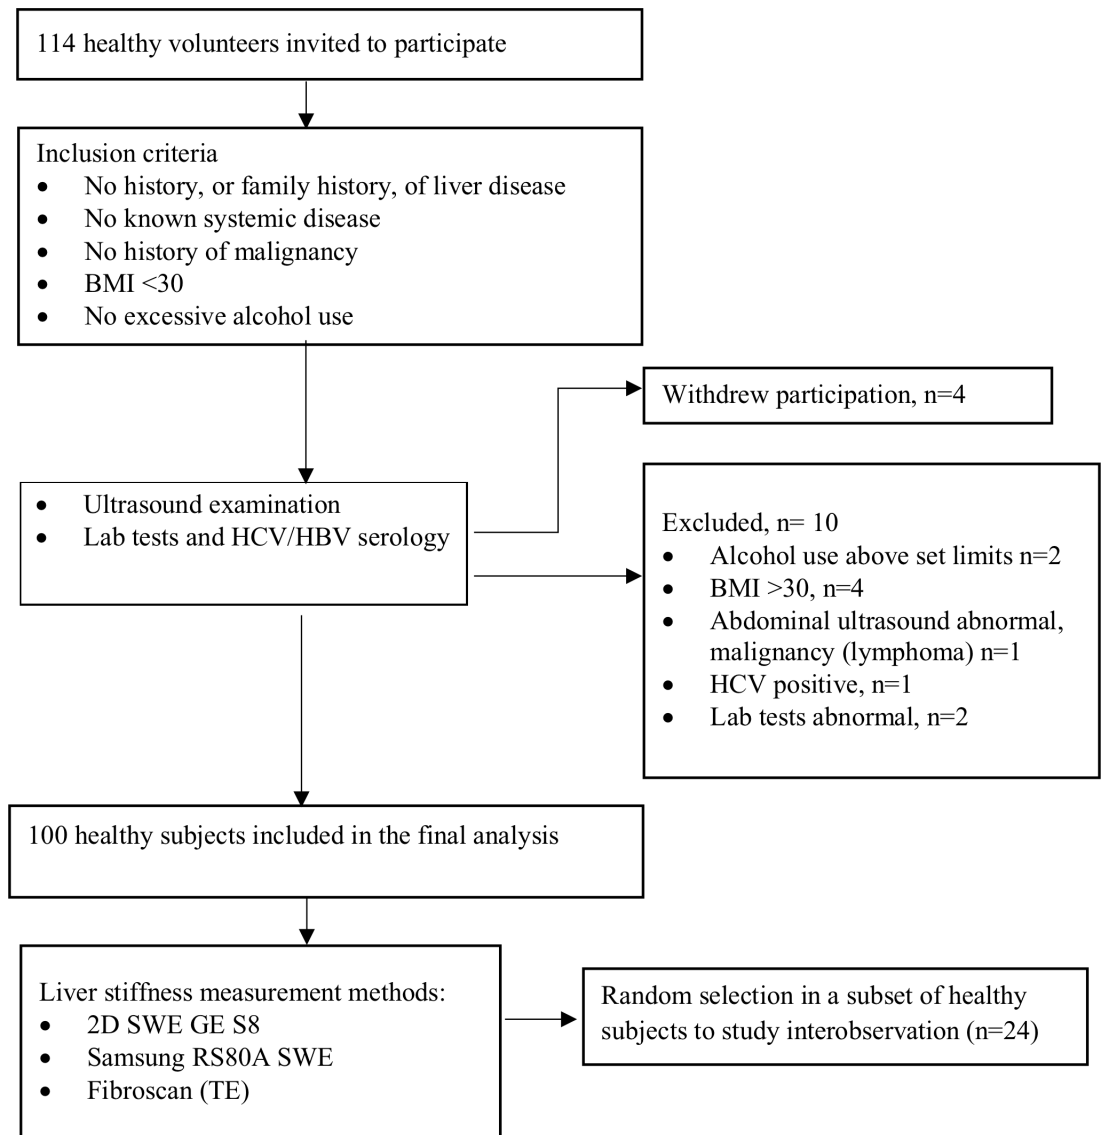 114 healthy volunteers invited to participate
Inclusion criteria
• No history, or family history, of liver disease
• No known systemic disease
• No history of malignancy
• BMI <30
• No excessive alcohol use
Withdrew participation, n=4
• Ultrasound examination
• Lab tests and HCV/HBV serology
Excluded, n= 10
• Alcohol use above set limits n=2
• BMI >30, n=4
• Abdominal ultrasound abnormal,
malignancy (lymphoma) n=1
• HCV positive, n=1
• Lab tests abnormal, n=2
100 healthy subjects included in the final analysis
Liver stiffness measurement methods:
• 2D SWE GE S8
• Samsung RS80A SWE
• Fibroscan (TE)
Random selection in a subset of healthy
subjects to study interobservation (n=24)